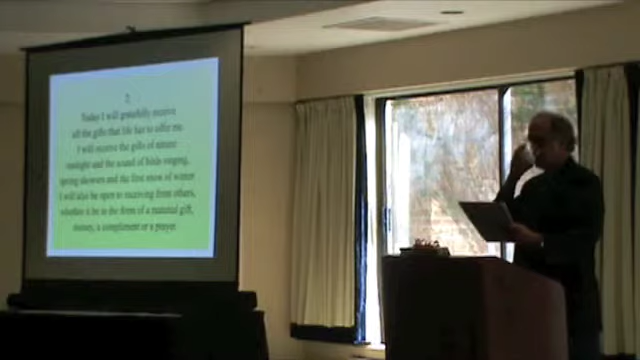 2
Today I will gratefully receive
all the gifts that life has to offer me.
I will receive the gifts of nature
sunlight and the sound of birds singing,
spring showers and the first snow of winter
I will also be open to receiving from others,
whether it be in the form of a material gift,
money, a compliment or a prayer